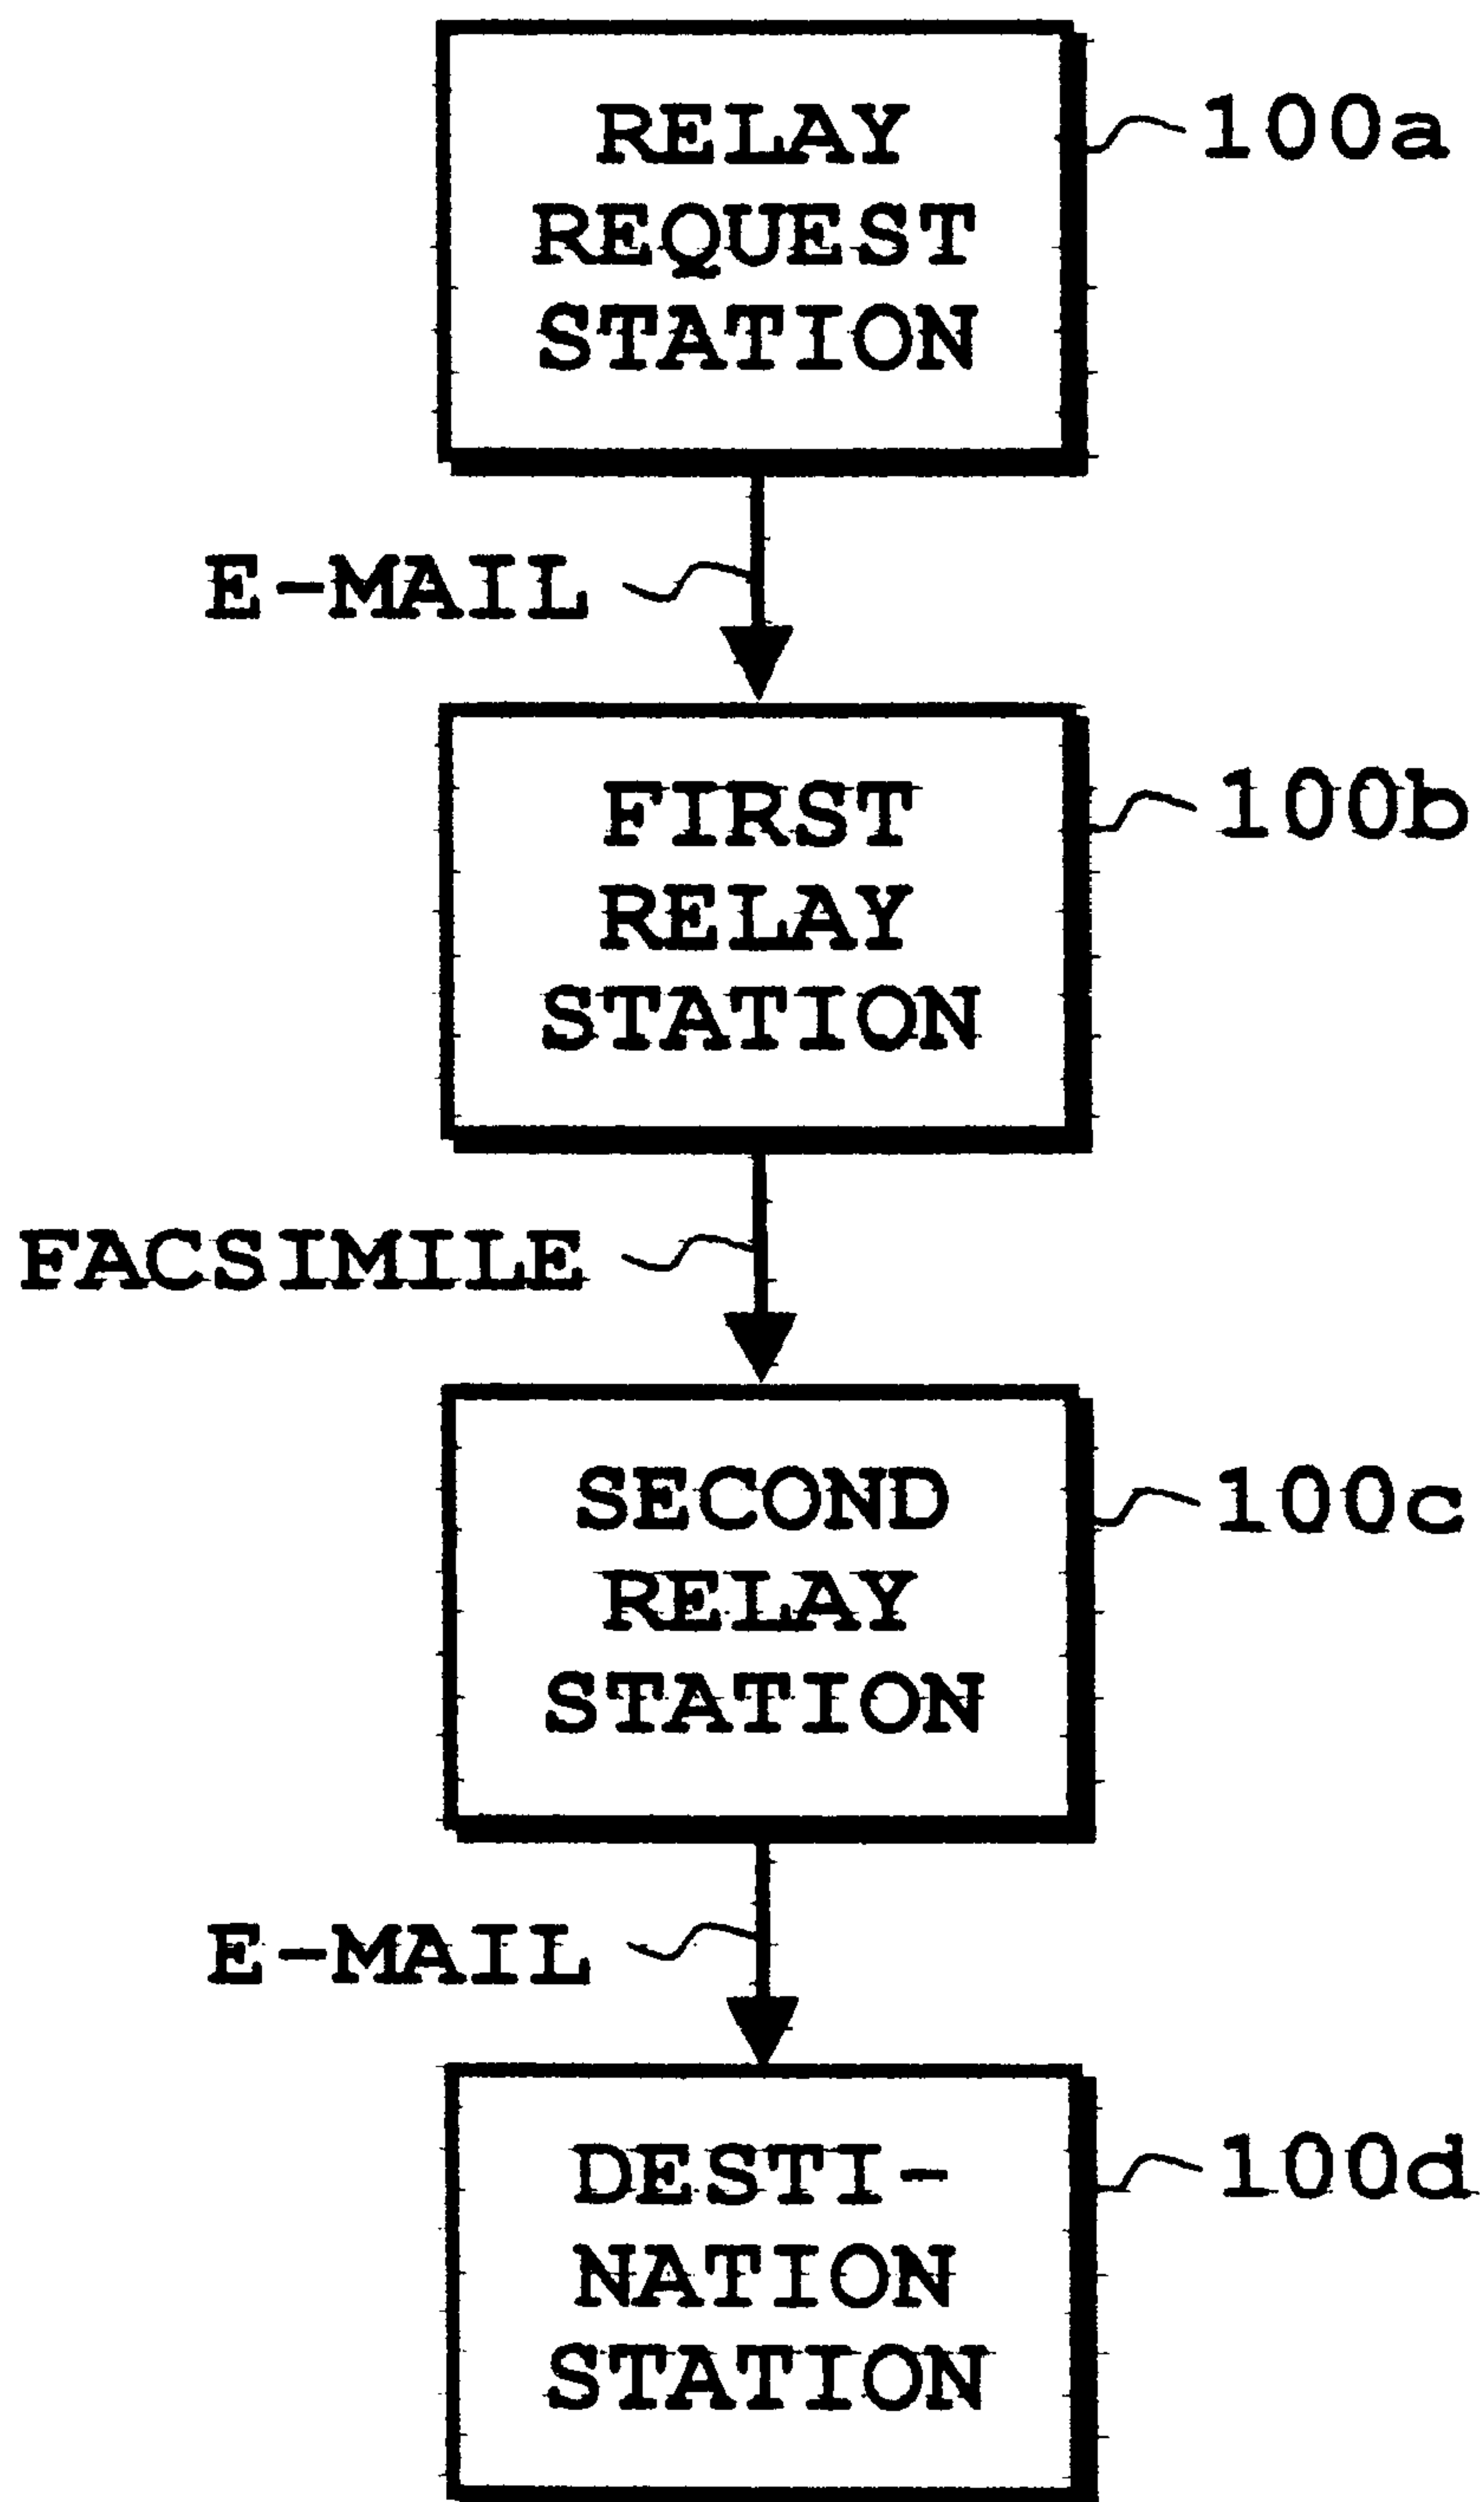 RELAY
100a
REQUEST
STATION
E-MAIL
FIRST
100b
RELAY
STATION
FACSIMILE
SECOND
100c
RELAY
STATION
E-MAIL
DESTI-
100d
NATION
STATION